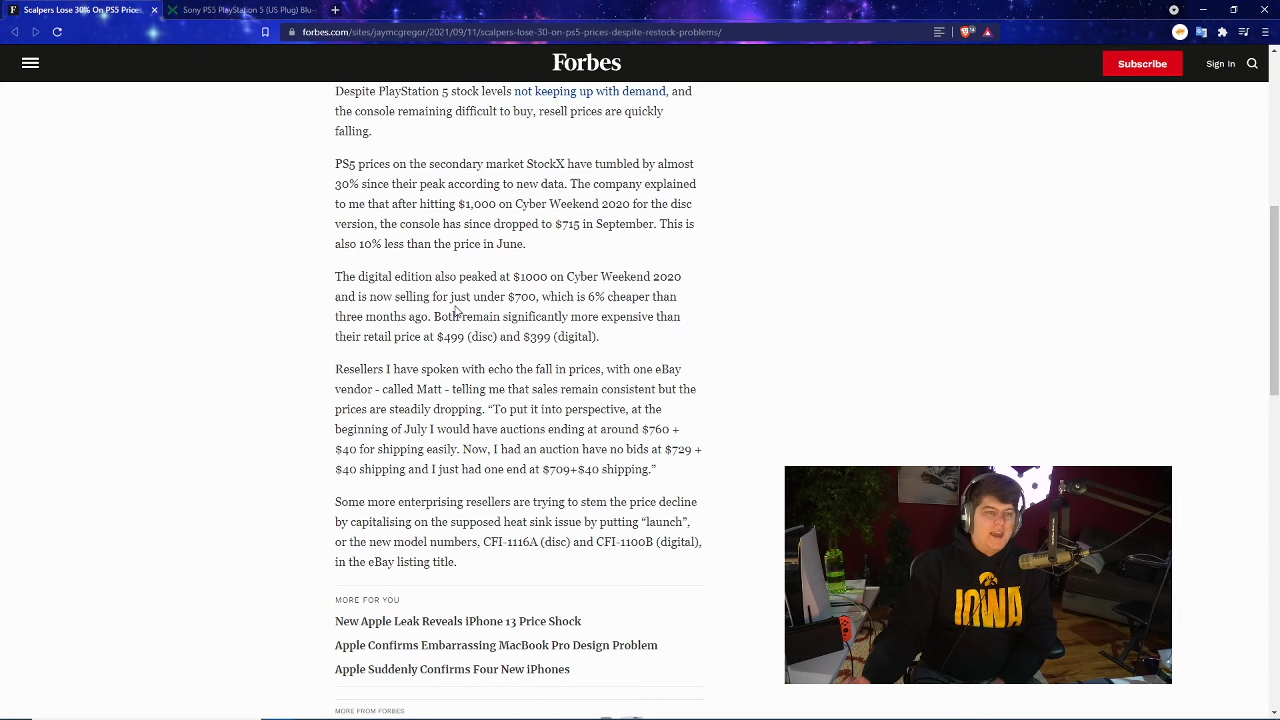 Scalpers Lose 30% On PS5 Prices,
Sony PS5 PlayStation 5 (US Plug) Blu-r
forbes.com/sites/jaymcgregor/2021/09/11/scalpers-lose-30-on-ps5-prices-despite-restock-problems/
Forbes
Subscribe
Sign In
Despite PlayStation 5 stock levels not keeping up with demand, and
the console remaining difficult to buy, resell prices are quickly
falling.
PS5 prices on the secondary market StockX have tumbled by almost
30% since their peak according to new data. The company explained
to me that after hitting $1,000 on Cyber Weekend 2020 for the disc
version, the console has since dropped to $715 in September. This is
also 10% less than the price in June.
The digital edition also peaked at $1000 on Cyber Weekend 2020
and is now selling for just under $700, which is 6% cheaper than
three months ago. Both remain significantly more expensive than
their retail price at $499 (disc) and $399 (digital).
Resellers I have spoken with echo the fall in prices, with one eBay
vendor - called Matt - telling me that sales remain consistent but the
prices are steadily dropping. “To put it into perspective, at the
beginning of July I would have auctions ending at around $760 +
$40 for shipping easily. Now, I had an auction have no bids at $729 +
$40 shipping and I just had one end at $709+$40 shipping.”
Some more enterprising resellers are trying to stem the price decline
by capitalising on the supposed heat sink issue by putting “launch”,
or the new model numbers, CFI-1116A (disc) and CFI-1100B (digital),
in the eBay listing title.
MORE FOR YOU
New Apple Leak Reveals iPhone 13 Price Shock
Apple Confirms Embarrassing MacBook Pro Design Problem
Apple Suddenly Confirms Four New iPhones
MORE FROM FORBES
IOWA